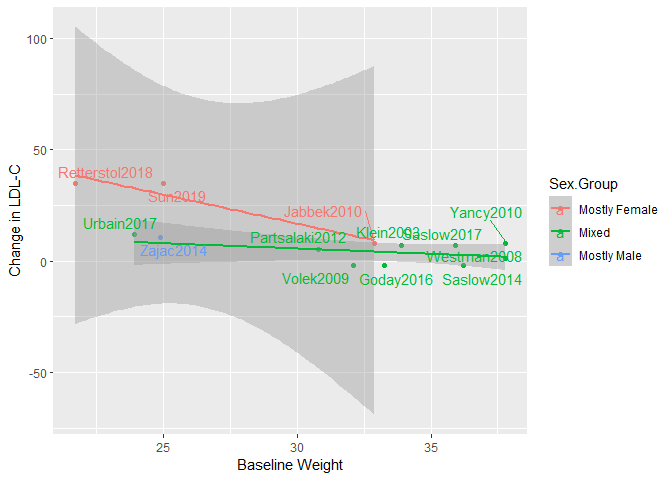 100
50
0
-50
Change in LDL-C
Retterstol2018
Sun2019
Jabbek2010
Yancy2010
Urbain2017
Partsalaki2012
Klein2003
Saslow2017
Zajac2014
Westman2008
Volek2009
Goday2016
Saslow2014
25
30
35
Baseline Weight
Sex.Group
a Mostly Female
a Mixed
a Mostly Male